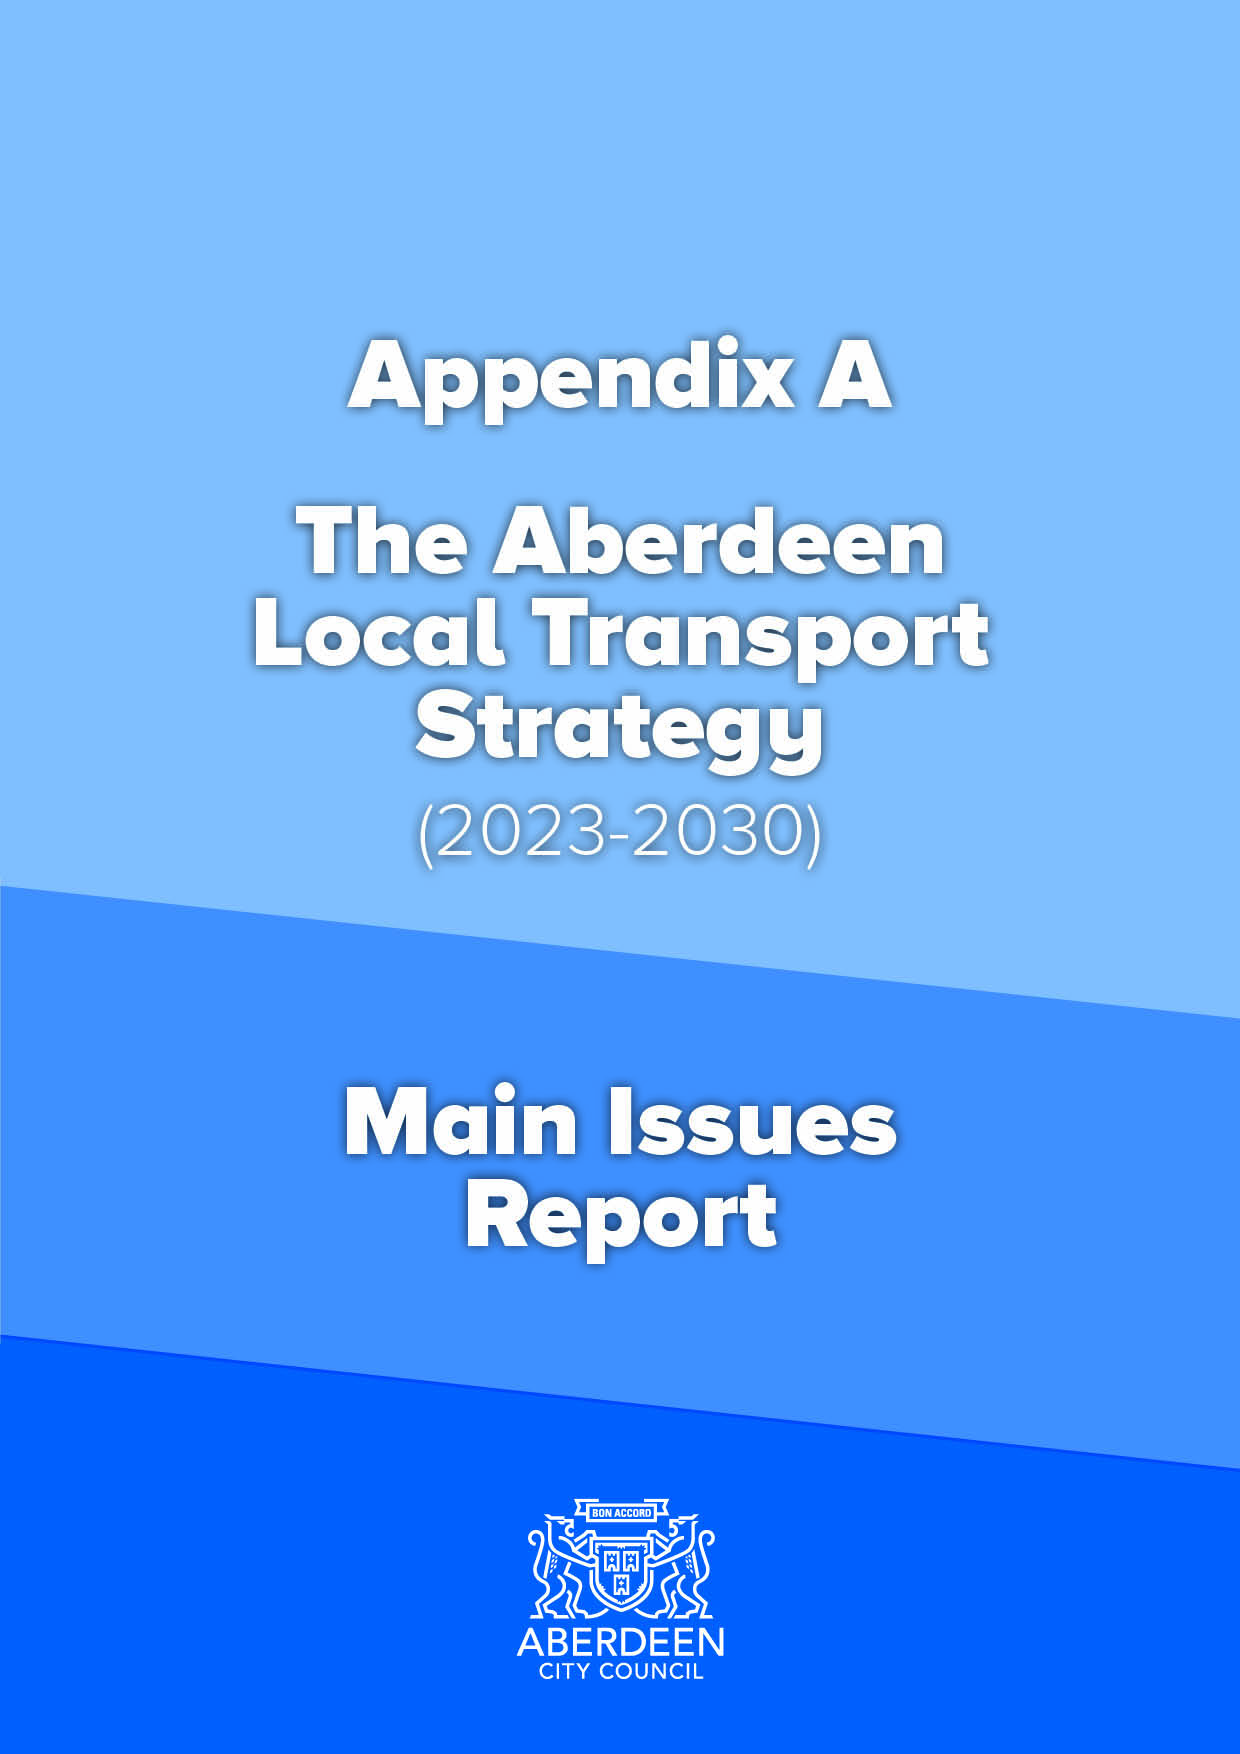 Appendix A
The Aberdeen
Local Transport
Strategy
(2023-2030)
Main Issues
Report
BON ACCORD
ABERDEEN
CITY COUNCIL